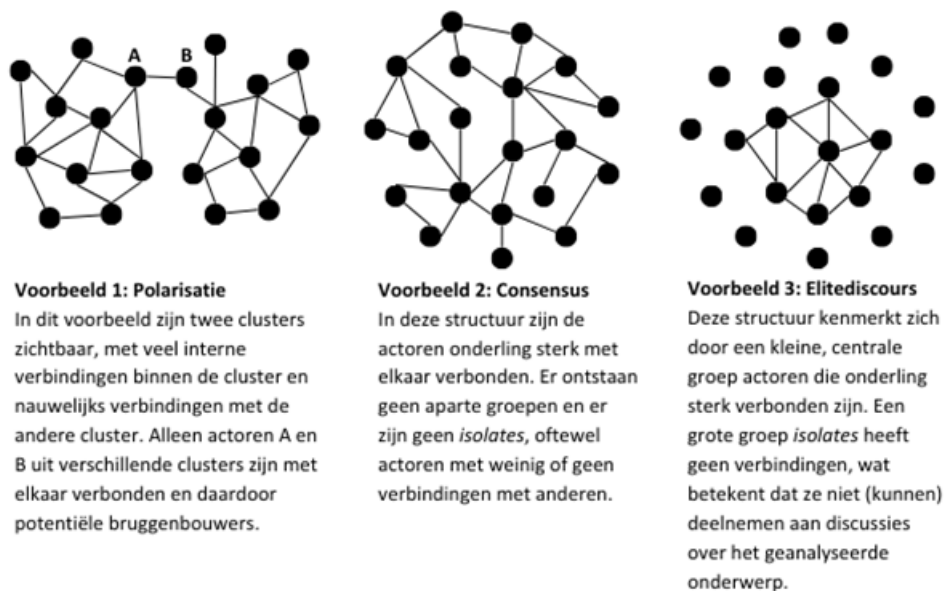 A
B
Voorbeeld 1: Polarisatie
In dit voorbeeld zijn twee clusters
zichtbaar, met veel interne
verbindingen binnen de cluster en
nauwelijks verbindingen met de
andere cluster. Alleen actoren A en
B uit verschillende clusters zijn met
elkaar verbonden en daardoor
potentiële bruggenbouwers.
Voorbeeld 2: Consensus
In deze structuur zijn de
actoren onderling sterk met
elkaar verbonden. Er ontstaan
geen aparte groepen en er
zijn geen isolates, oftewel
actoren met weinig of geen
verbindingen met anderen.
Voorbeeld 3: Elitediscours
Deze structuur kenmerkt zich
door een kleine, centrale
groep actoren die onderling
sterk verbonden zijn. Een
grote groep isolates heeft
geen verbindingen, wat
betekent dat ze niet (kunnen)
deelnemen aan discussies
over het geanalyseerde
onderwerp.